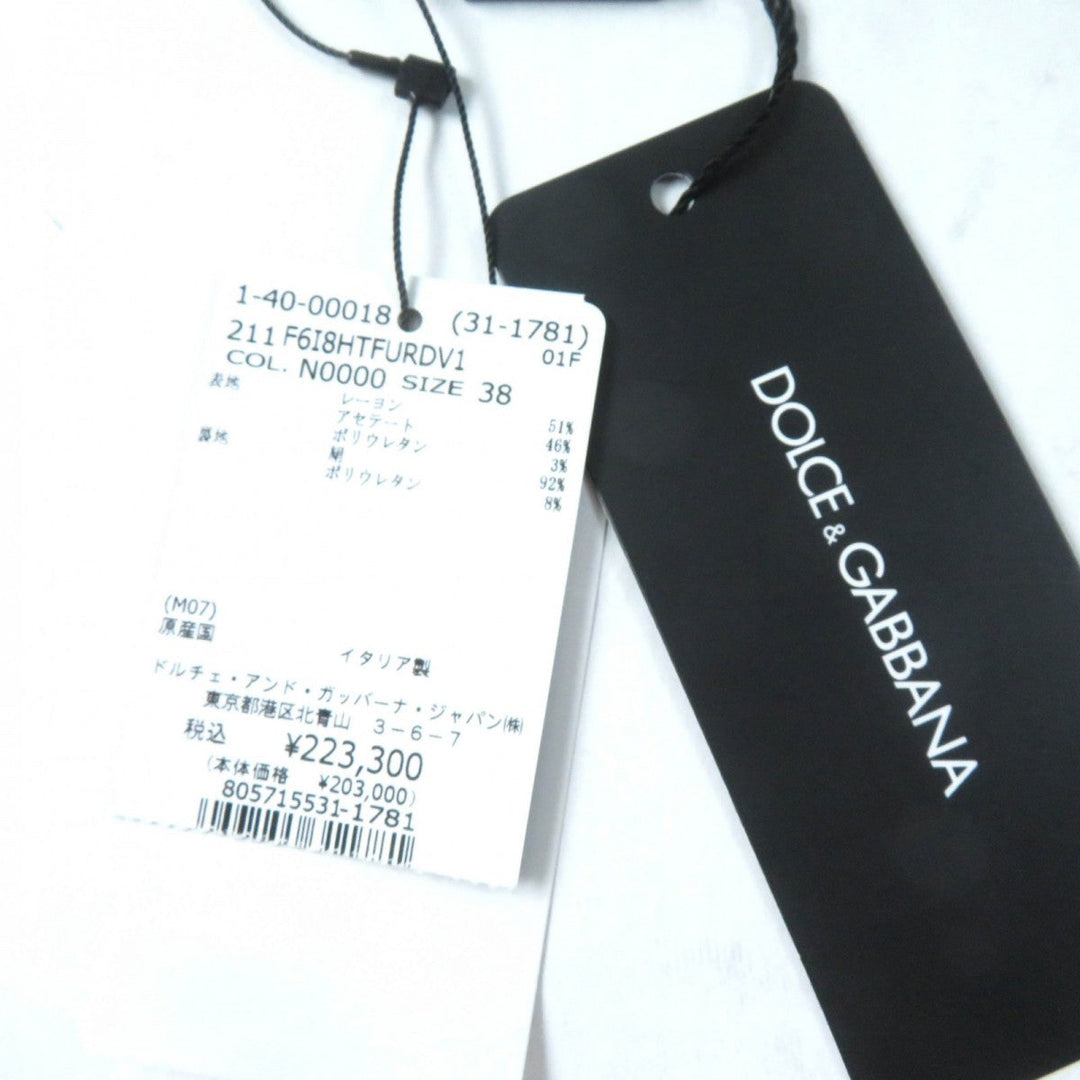 1-40-00018 (31-1781)
211 F6I8HTFURDV1 01F
COL. N0000 SIZE 38
表地
レーヨン 51%
アセテート 46%
ポリウレタン 3%
裏地
絹 92%
ポリウレタン 8%
(M07)
原産国
イタリア製
ドルチェ・アンド・ガッバーナ・ジャパン㈱
東京都港区北青山 3-6-7
税込 ¥223,300
(本体価格 ¥203,000)
805715531-1781
DOLCE & GABBANA